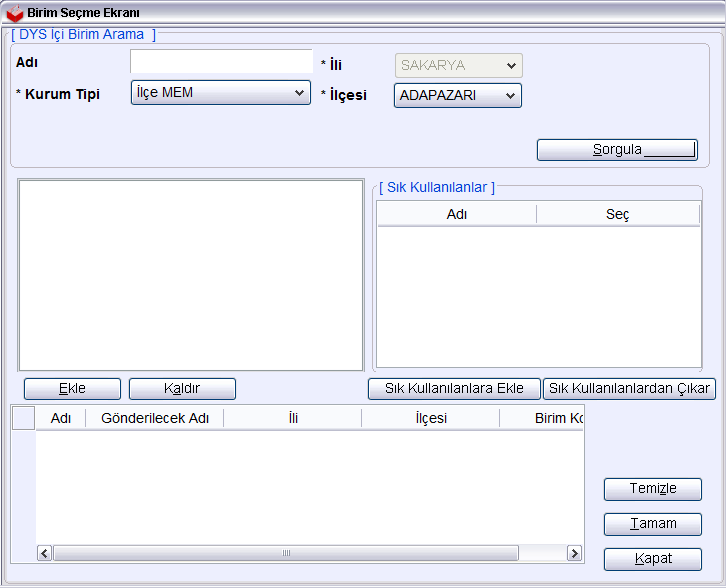 Birim Seçme Ekranı
[ DYS İçi Birim Arama ]
Adı
* İli SAKARYA
* Kurum Tipi İlçe MEM * İlçesi ADAPAZARI
Sorgula
[ Sık Kullanılanlar ]
Adı Seç
Ekle Kaldır Sık Kullanılanlara Ekle Sık Kullanılanlardan Çıkar
Adı Gönderilecek Adı İli İlçesi Birim Ko
Temizle
Tamam
Kapat